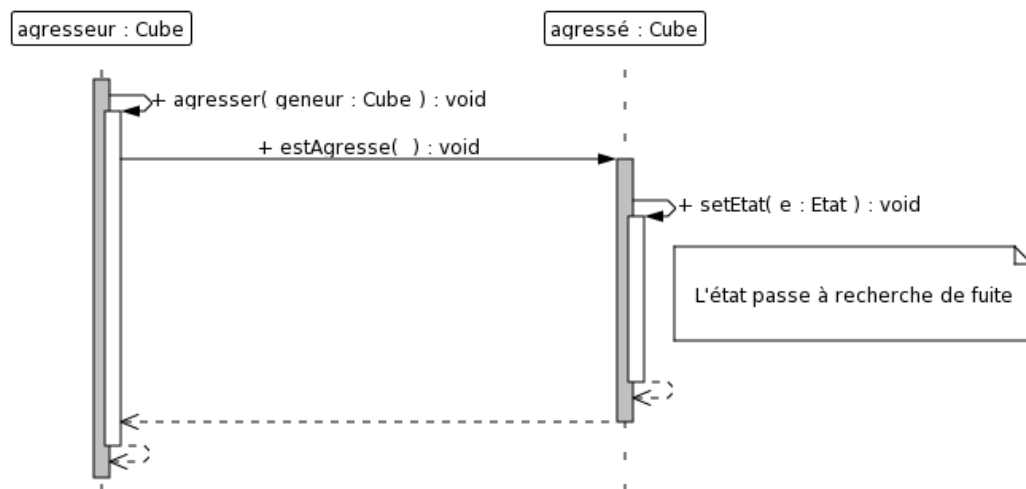 agresseur : Cube
agressé : Cube
+ agresser( geneur : Cube ) : void
+ estAgresse(  ) : void
+ setEtat( e : Etat ) : void
L'état passe à recherche de fuite